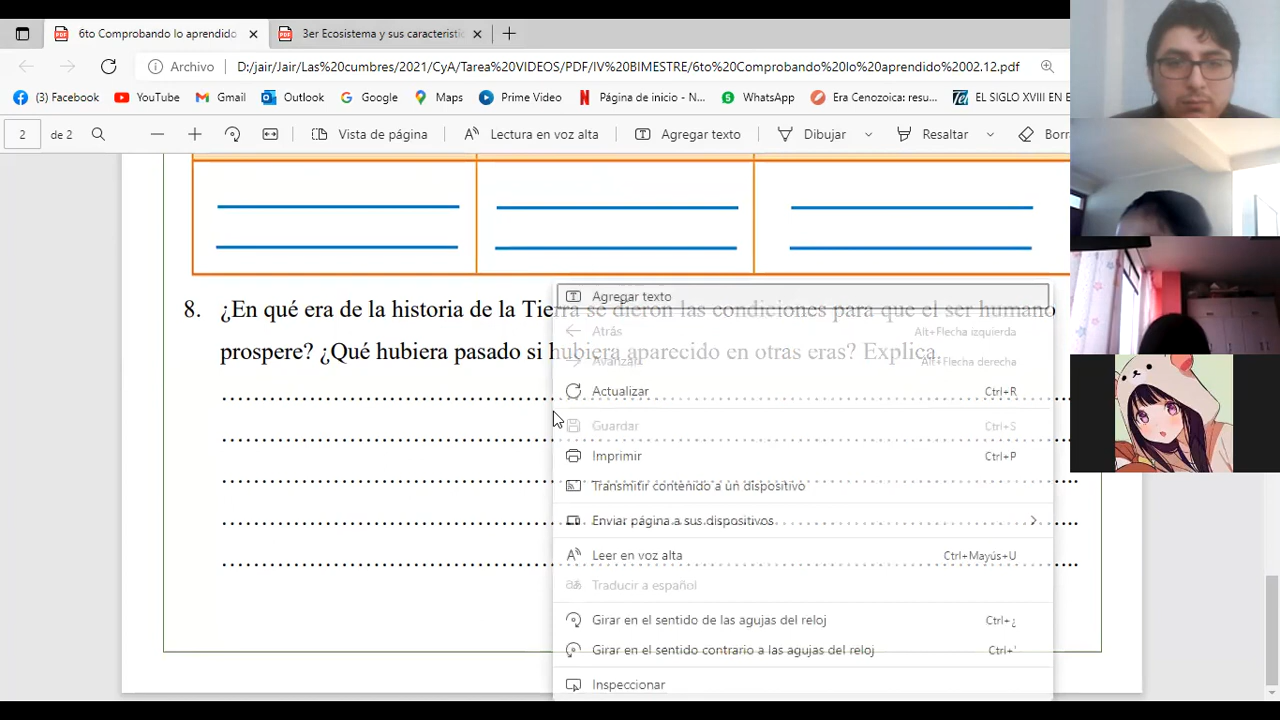 6to Comprobando lo aprendido
3er Ecosistema y sus característic
Archivo
D:/jair/Jair/Las%20cumbres/2021/CyA/Tarea%20VIDEOS/PDF/IV%20BIMESTRE/6to%20Comprobando%20lo%20aprendido%2002.12.pdf
(3) Facebook
YouTube
Gmail
Outlook
Google
Maps
Prime Video
Página de inicio - N...
WhatsApp
Era Cenozoica: resu...
EL SIGLO XVIII EN E
2 de 2
Vista de página
Lectura en voz alta
Agregar texto
Dibujar
Resaltar
Borr
8. ¿En qué era de la historia de la Tierra se dieron las condiciones para que el ser humano
prospere? ¿Qué hubiera pasado si hubiera aparecido en otras eras? Explica.
Agregar texto
Atrás Alt+Flecha izquierda
Avanzar Alt+Flecha derecha
Actualizar Ctrl+R
Guardar Ctrl+S
Imprimir Ctrl+P
Transmitir contenido a un dispositivo
Enviar página a sus dispositivos
Leer en voz alta Ctrl+Mayús+U
Traducir a español
Girar en el sentido de las agujas del reloj Ctrl+¿
Girar en el sentido contrario a las agujas del reloj Ctrl+'
Inspeccionar